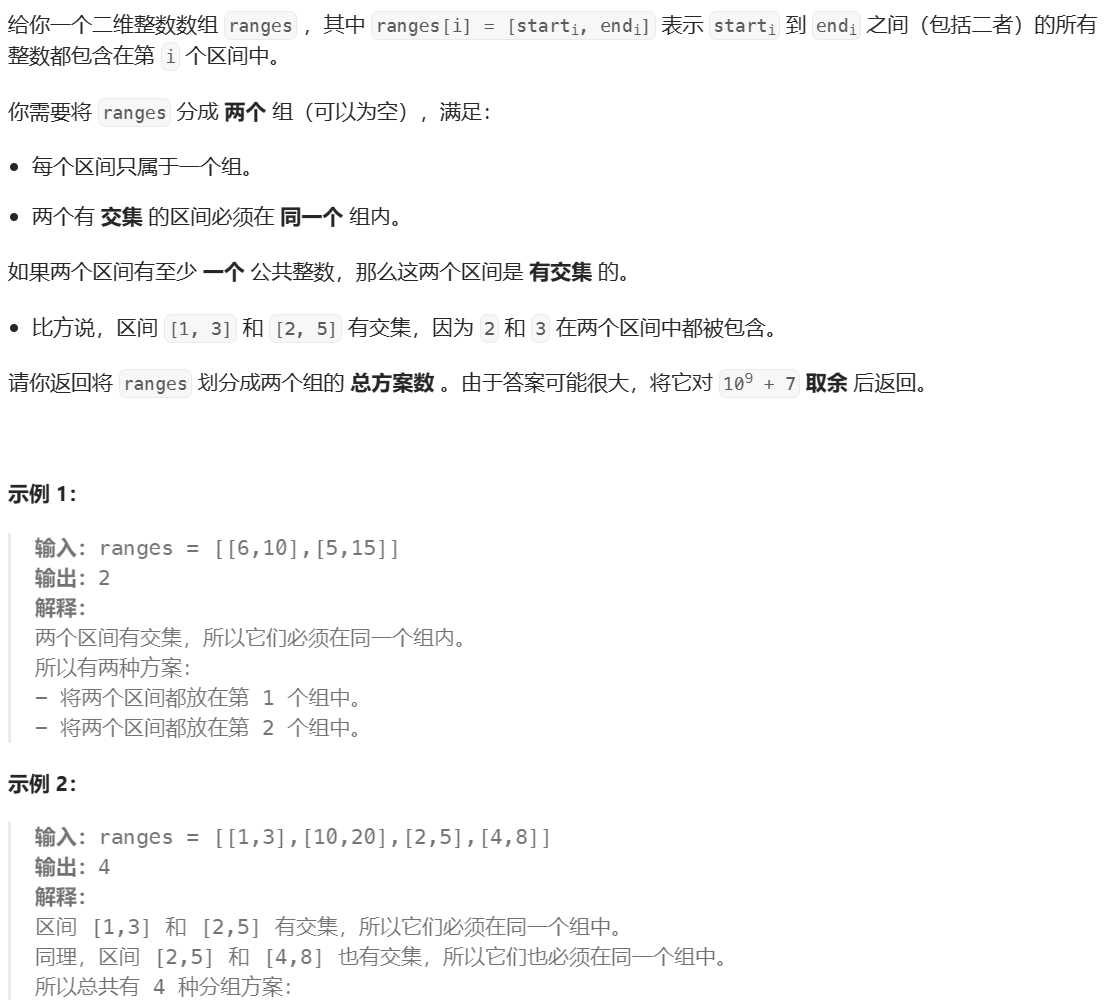 给你一个二维整数数组 ranges ，其中 ranges[i] = [starti, endi] 表示 starti 到 endi 之间（包括二者）的所有
整数都包含在第 i 个区间中。
你需要将 ranges 分成 两个 组（可以为空），满足：
• 每个区间只属于一个组。
• 两个有 交集 的区间必须在 同一个 组内。
如果两个区间有至少 一个 公共整数，那么这两个区间是 有交集 的。
• 比方说，区间 [1, 3] 和 [2, 5] 有交集，因为 2 和 3 在两个区间中都被包含。
请你返回将 ranges 划分成两个组的 总方案数 。由于答案可能很大，将它对 10⁹ + 7 取余 后返回。
示例 1：
输入：ranges = [[6,10],[5,15]]
输出：2
解释：
两个区间有交集，所以它们必须在同一个组内。
所以有两种方案：
- 将两个区间都放在第 1 个组中。
- 将两个区间都放在第 2 个组中。
示例 2：
输入：ranges = [[1,3],[10,20],[2,5],[4,8]]
输出：4
解释：
区间 [1,3] 和 [2,5] 有交集，所以它们必须在同一个组中。
同理，区间 [2,5] 和 [4,8] 也有交集，所以它们也必须在同一个组中。
所以总共有 4 种分组方案：